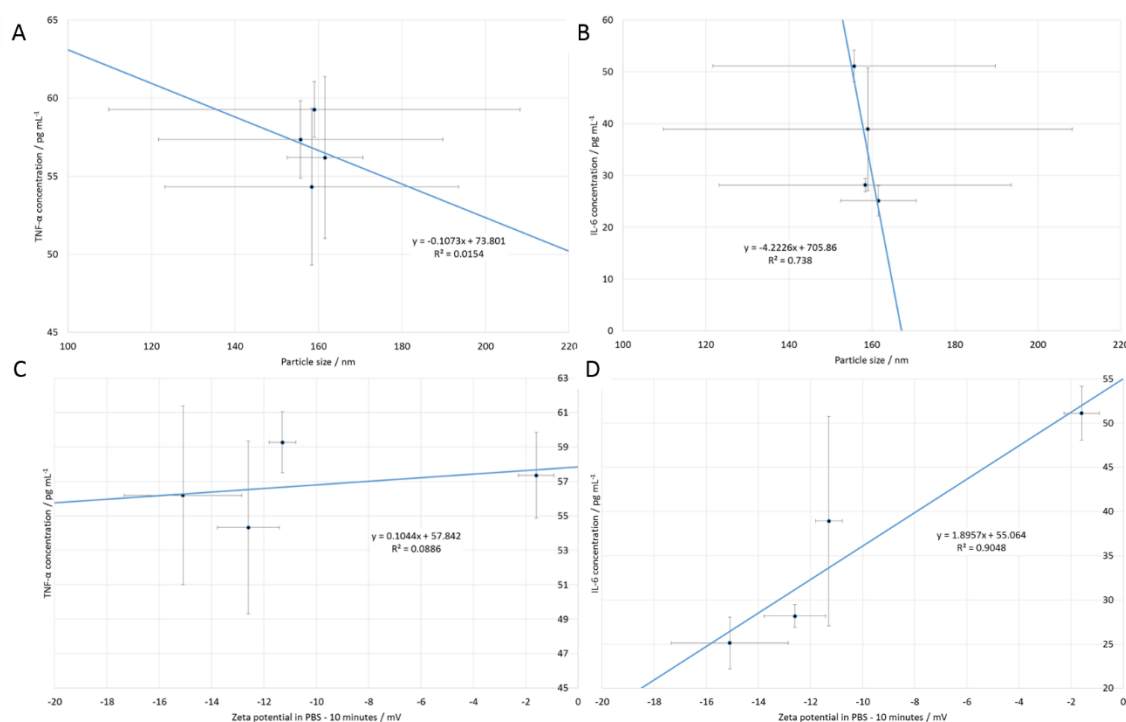 A
65
60
55
50
45
TNF-α concentration / pg mL⁻¹
y = -0.1073x + 73.801
R² = 0.0154
100 120 140 160 180 200 220
Particle size / nm
B
60
50
40
30
20
10
0
IL-6 concentration / pg mL⁻¹
y = -4.2226x + 705.86
R² = 0.738
100 120 140 160 180 200 220
Particle size / nm
C
63
61
59
57
55
53
51
49
47
45
TNF-α concentration / pg mL⁻¹
y = 0.1044x + 57.842
R² = 0.0886
-20 -18 -16 -14 -12 -10 -8 -6 -4 -2 0
Zeta potential in PBS - 10 minutes / mV
D
55
50
45
40
35
30
25
20
IL-6 concentration / pg mL⁻¹
y = 1.8957x + 55.064
R² = 0.9048
-20 -18 -16 -14 -12 -10 -8 -6 -4 -2 0
Zeta potential in PBS - 10 minutes / mV